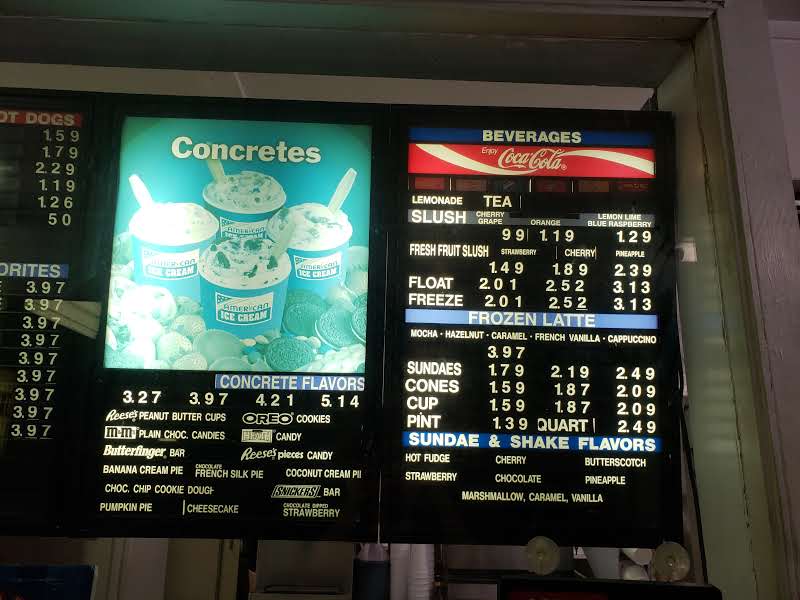 OT DOGS
1.59
1.79
2.29
1.19
1.26
50
ORITES
3.97
3.97
3.97
3.97
3.97
3.97
3.97
3.97
3.97
Concretes
AMERICAN
ICE CREAM
AMERICAN
ICE CREAM
AMERICAN
ICE CREAM
AMERICAN
ICE CREAM
CONCRETE FLAVORS
3.27 3.97 4.21 5.14
Reese's PEANUT BUTTER CUPS OREO COOKIES
m&m's PLAIN CHOC. CANDIES HEATH CANDY
Butterfinger BAR Reese's pieces CANDY
BANANA CREAM PIE CHOCOLATE FRENCH SILK PIE COCONUT CREAM PIE
CHOC. CHIP COOKIE DOUGH SNICKERS BAR
PUMPKIN PIE CHEESECAKE CHOCOLATE DIPPED STRAWBERRY
BEVERAGES
Enjoy Coca-Cola
LEMONADE TEA
SLUSH CHERRY GRAPE ORANGE LEMON LIME BLUE RASPBERRY
99 1.19 1.29
FRESH FRUIT SLUSH STRAWBERRY CHERRY PINEAPPLE
1.49 1.89 2.39
FLOAT 2.01 2.52 3.13
FREEZE 2.01 2.52 3.13
FROZEN LATTE
MOCHA • HAZELNUT • CARAMEL • FRENCH VANILLA • CAPPUCCINO
3.97
SUNDAES 1.79 2.19 2.49
CONES 1.59 1.87 2.09
CUP 1.59 1.87 2.09
PINT 1.39 QUART 2.49
SUNDAE & SHAKE FLAVORS
HOT FUDGE CHERRY BUTTERSCOTCH
STRAWBERRY CHOCOLATE PINEAPPLE
MARSHMALLOW, CARAMEL, VANILLA